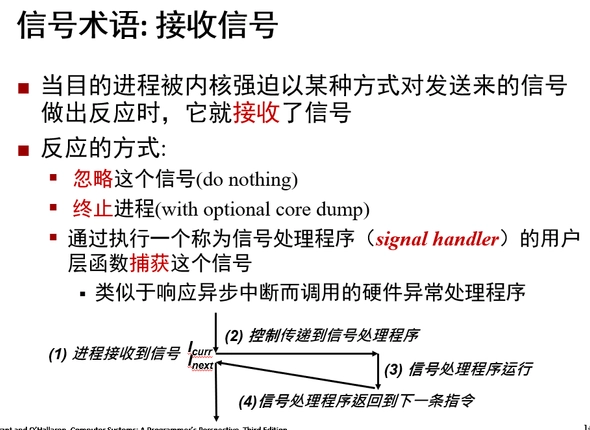 信号术语: 接收信号
当目的进程被内核强迫以某种方式对发送来的信号
做出反应时，它就接收了信号
反应的方式:
忽略这个信号(do nothing)
终止进程(with optional core dump)
通过执行一个称为信号处理程序（signal handler）的用户
层函数捕获这个信号
类似于响应异步中断而调用的硬件异常处理程序
(2) 控制传递到信号处理程序
(1) 进程接收到信号 Icurr
Inext
(3) 信号处理程序运行
(4)信号处理程序返回到下一条指令
and O'Hallaron, Computer Systems: A Programmer's Perspective, Third Edition